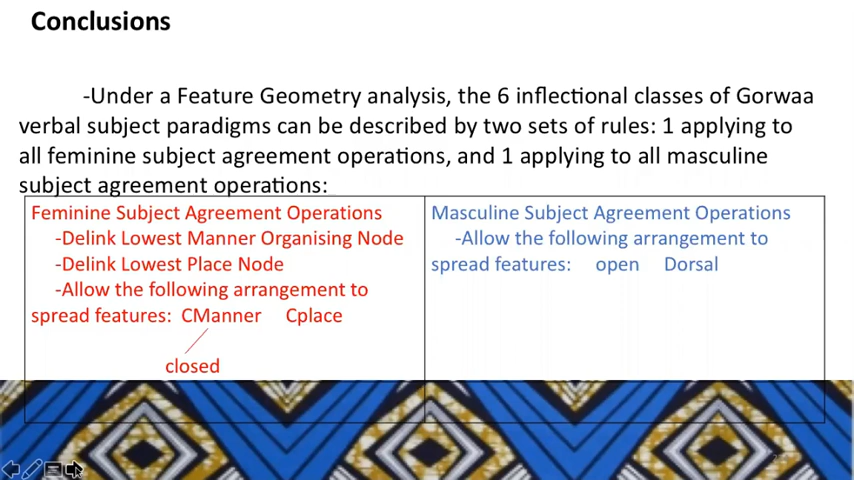 Conclusions
-Under a Feature Geometry analysis, the 6 inflectional classes of Gorwaa
verbal subject paradigms can be described by two sets of rules: 1 applying to
all feminine subject agreement operations, and 1 applying to all masculine
subject agreement operations:
Feminine Subject Agreement Operations
-Delink Lowest Manner Organising Node
-Delink Lowest Place Node
-Allow the following arrangement to
spread features: CManner Cplace
closed
Masculine Subject Agreement Operations
-Allow the following arrangement to
spread features: open Dorsal